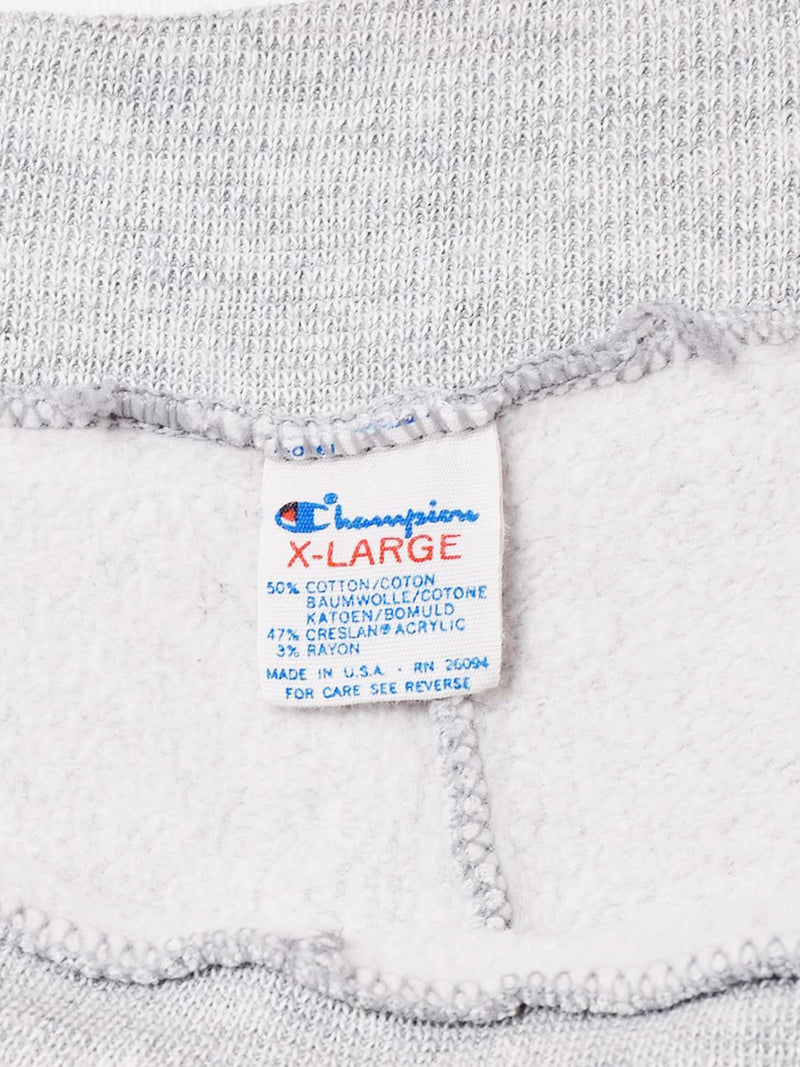 Champion®
X-LARGE
50% COTTON/COTON
BAUMWOLLE/COTONE
KATOEN/BOMULD
47% CRESLAN® ACRYLIC
3% RAYON
MADE IN U.S.A. · RN 26094
FOR CARE SEE REVERSE